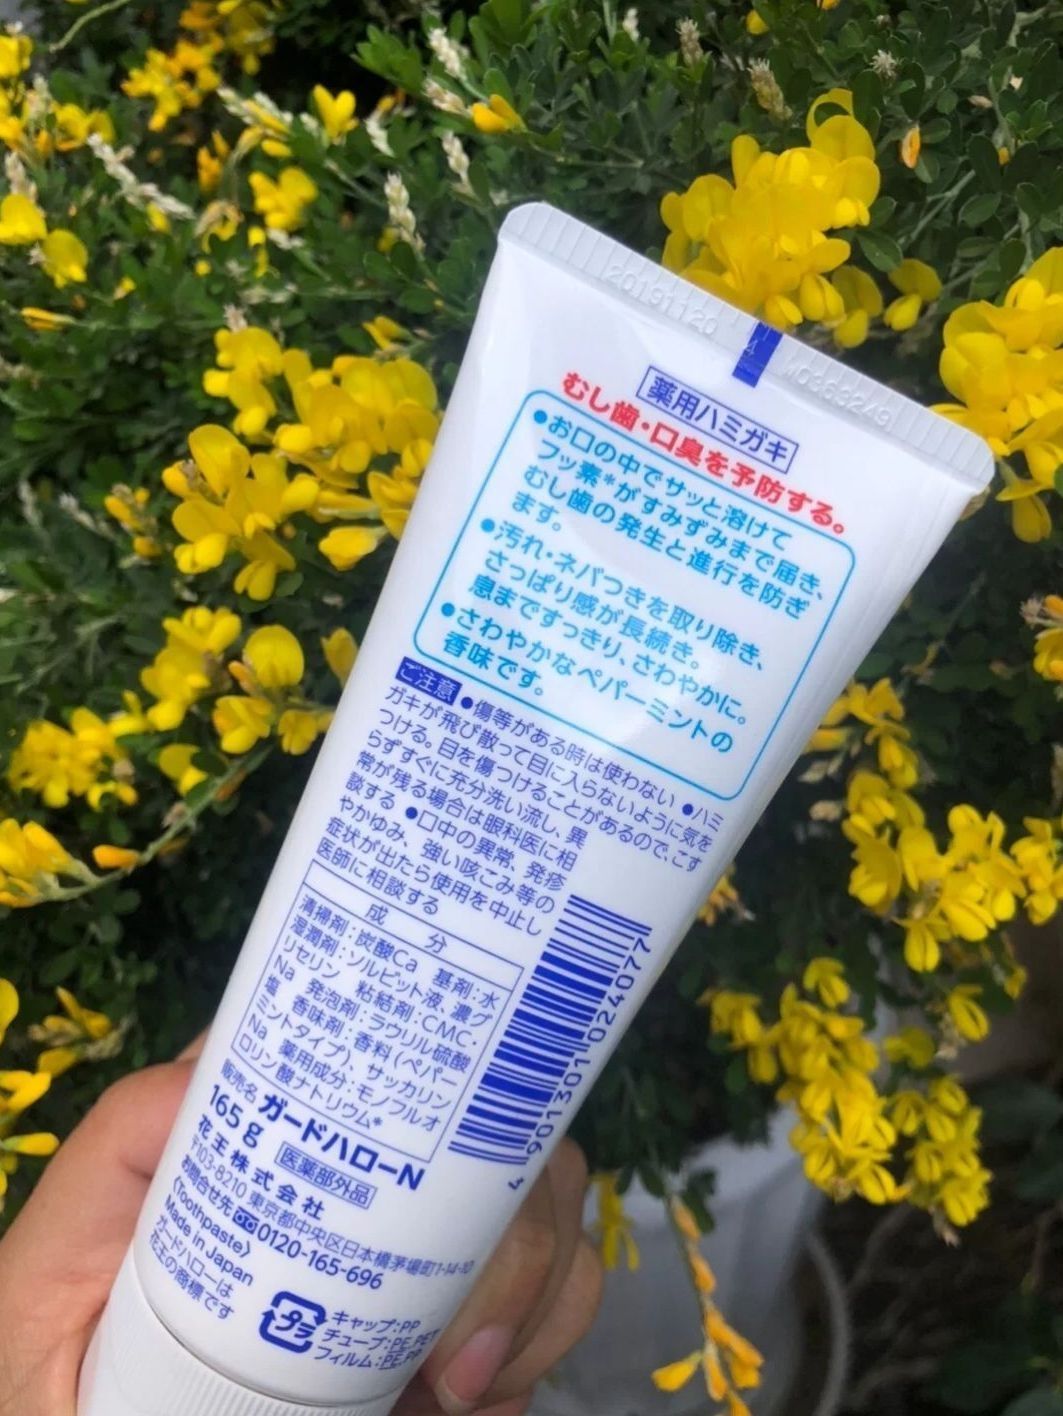 20191120
W0363249
薬用ハミガキ
むし歯・口臭を予防する。
●お口の中でサッと溶けて
フッ素*がすみずみまで届き、
むし歯の発生と進行を防ぎ
ます。
●汚れ・ネバつきを取り除き、
さっぱり感が長続き。
息まですっきり、さわやかに。
●さわやかなペパーミントの
香味です。
ご注意 ●傷等がある時は使わない ●ハミ
ガキが飛び散って目に入らないように気を
つける。目を傷つけることがあるので、こす
らずすぐに充分洗い流し、異
常が残る場合は眼科医に相
談する ●口中の異常、発疹
やかゆみ、強い咳こみ等の
症状が出たら使用を中止し
医師に相談する
成分
清掃剤:炭酸Ca 基剤:水
湿潤剤:ソルビット液、濃グ
リセリン 粘結剤:CMC・
Na 発泡剤:ラウリル硫酸
塩 香味剤:香料(ペパー
ミントタイプ)、サッカリン
Na 薬用成分:モノフルオ
ロリン酸ナトリウム*
販売名 ガードハローN
165g 医薬部外品
花王株式会社
〒103-8210 東京都中央区日本橋茅場町1-14-10
お問合せ先 0120-165-696
〈Toothpaste〉
Made in Japan
ガードハローは
花王の商標です
プラ
キャップ:PP
チューブ:PE,PET
フィルム:PE,PP
4 901301 024077